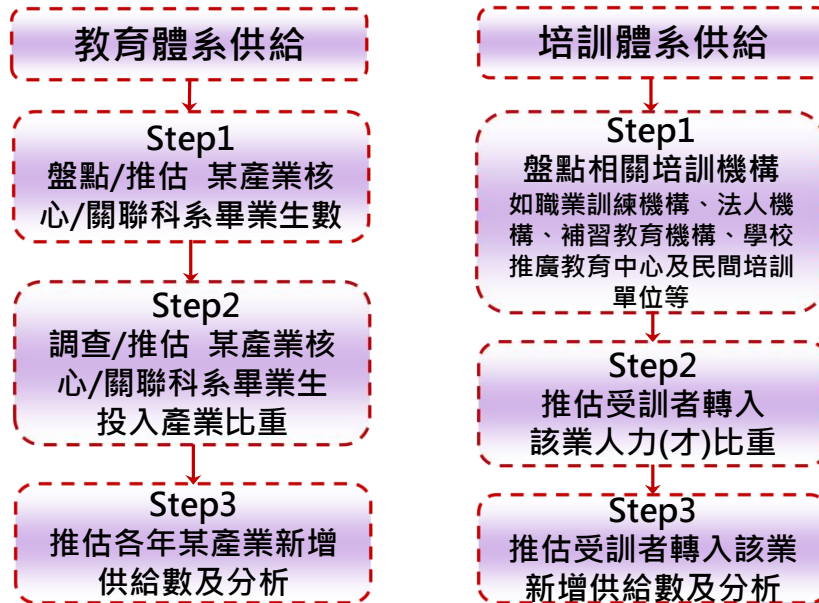 教育體系供給
Step1
盤點/推估 某產業核
心/關聯科系畢業生數
Step2
調查/推估 某產業核
心/關聯科系畢業生
投入產業比重
Step3
推估各年某產業新增
供給數及分析
培訓體系供給
Step1
盤點相關培訓機構
如職業訓練機構、法人機
構、補習教育機構、學校
推廣教育中心及民間培訓
單位等
Step2
推估受訓者轉入
該業人力(才)比重
Step3
推估受訓者轉入該業
新增供給數及分析